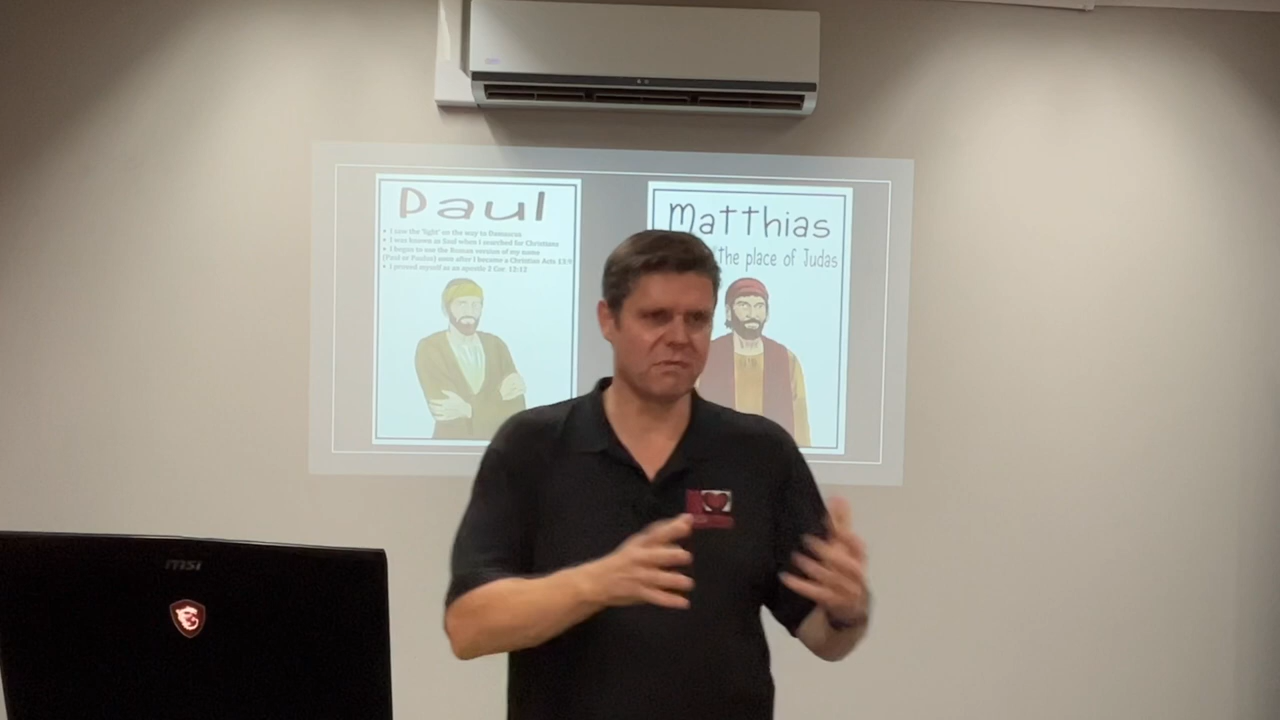 Paul
• I saw the 'light' on the way to Damascus
• I was known as Saul when I searched for Christians
• I began to use the Roman version of my name
(Paul or Paulus) soon after I became a Christian Acts 13:9
• I proved myself as an apostle 2 Cor 12:12
Matthias
the place of Judas
msi